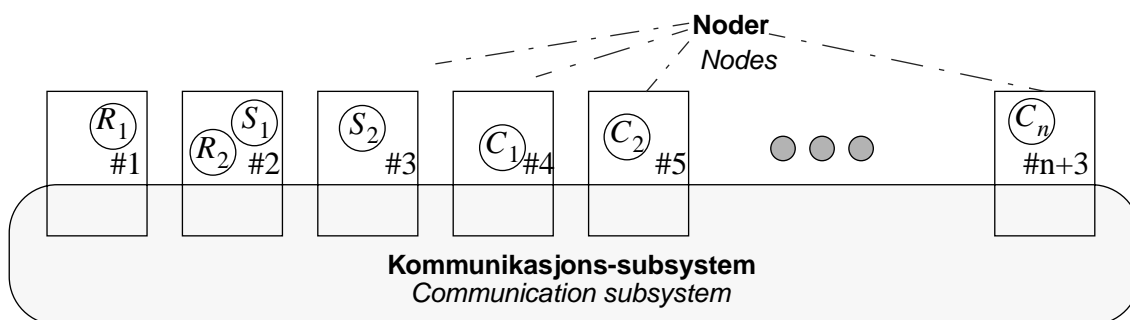 Noder
Nodes
R1 #1
R2 S1 #2
S2 #3
C1 #4
C2 #5
Cn #n+3
Kommunikasjons-subsystem
Communication subsystem